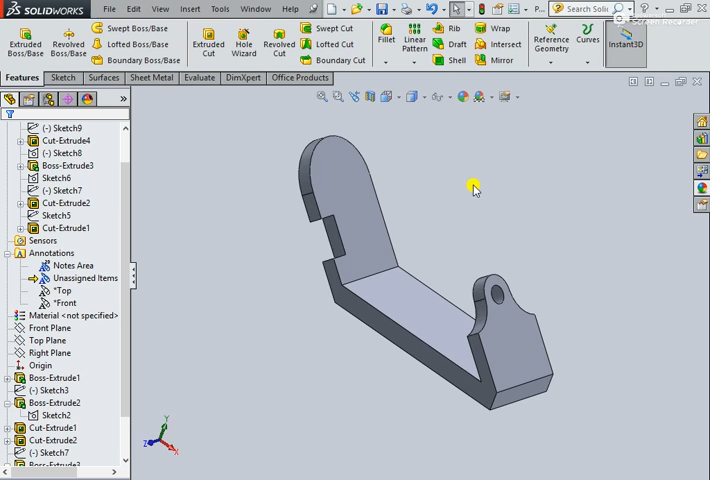 SOLIDWORKS File Edit View Insert Tools Window Help P... Search Soli
Screen Recorder
Extruded Boss/Base
Revolved Boss/Base
Swept Boss/Base
Lofted Boss/Base
Boundary Boss/Base
Extruded Cut
Hole Wizard
Revolved Cut
Swept Cut
Lofted Cut
Boundary Cut
Fillet
Linear Pattern
Rib
Draft
Shell
Wrap
Intersect
Mirror
Reference Geometry
Curves
Instant3D
Features Sketch Surfaces Sheet Metal Evaluate DimXpert Office Products
(-) Sketch9
Cut-Extrude4
(-) Sketch8
Boss-Extrude3
Sketch6
(-) Sketch7
Cut-Extrude2
Sketch5
Cut-Extrude1
Sensors
Annotations
Notes Area
Unassigned Items
*Top
*Front
Material <not specified>
Front Plane
Top Plane
Right Plane
Origin
Boss-Extrude1
(-) Sketch3
Boss-Extrude2
Sketch2
Cut-Extrude1
Cut-Extrude2
(-) Sketch7
Boss-Extrude3
Y
Z
X